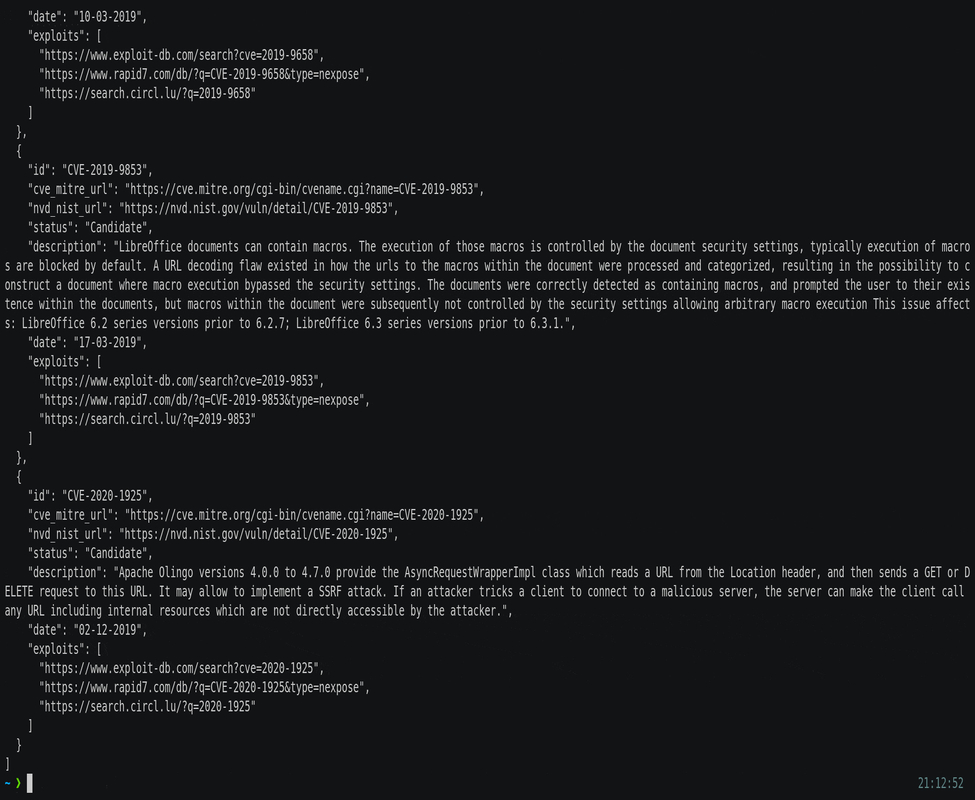 "date": "10-03-2019",
    "exploits": [
      "https://www.exploit-db.com/search?cve=2019-9658",
      "https://www.rapid7.com/db/?q=CVE-2019-9658&type=nexpose",
      "https://search.circl.lu/?q=2019-9658"
    ]
  },
  {
    "id": "CVE-2019-9853",
    "cve_mitre_url": "https://cve.mitre.org/cgi-bin/cvename.cgi?name=CVE-2019-9853",
    "nvd_nist_url": "https://nvd.nist.gov/vuln/detail/CVE-2019-9853",
    "status": "Candidate",
    "description": "LibreOffice documents can contain macros. The execution of those macros is controlled by the document security settings, typically execution of macro
s are blocked by default. A URL decoding flaw existed in how the urls to the macros within the document were processed and categorized, resulting in the possibility to c
onstruct a document where macro execution bypassed the security settings. The documents were correctly detected as containing macros, and prompted the user to their exis
tence within the documents, but macros within the document were subsequently not controlled by the security settings allowing arbitrary macro execution This issue affect
s: LibreOffice 6.2 series versions prior to 6.2.7; LibreOffice 6.3 series versions prior to 6.3.1.",
    "date": "17-03-2019",
    "exploits": [
      "https://www.exploit-db.com/search?cve=2019-9853",
      "https://www.rapid7.com/db/?q=CVE-2019-9853&type=nexpose",
      "https://search.circl.lu/?q=2019-9853"
    ]
  },
  {
    "id": "CVE-2020-1925",
    "cve_mitre_url": "https://cve.mitre.org/cgi-bin/cvename.cgi?name=CVE-2020-1925",
    "nvd_nist_url": "https://nvd.nist.gov/vuln/detail/CVE-2020-1925",
    "status": "Candidate",
    "description": "Apache Olingo versions 4.0.0 to 4.7.0 provide the AsyncRequestWrapperImpl class which reads a URL from the Location header, and then sends a GET or D
ELETE request to this URL. It may allow to implement a SSRF attack. If an attacker tricks a client to connect to a malicious server, the server can make the client call
any URL including internal resources which are not directly accessible by the attacker.",
    "date": "02-12-2019",
    "exploits": [
      "https://www.exploit-db.com/search?cve=2020-1925",
      "https://www.rapid7.com/db/?q=CVE-2020-1925&type=nexpose",
      "https://search.circl.lu/?q=2020-1925"
    ]
  }
]
~ ❯ 21:12:52